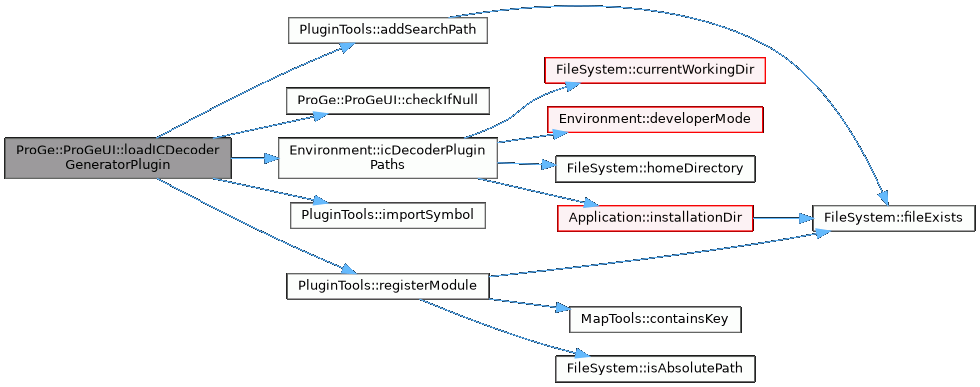 PluginTools::addSearchPath
FileSystem::currentWorkingDir
ProGe::ProGeUI::checkIfNull
Environment::developerMode
ProGe::ProGeUI::loadICDecoder
GeneratorPlugin
Environment::icDecoderPlugin
Paths
FileSystem::homeDirectory
PluginTools::importSymbol
Application::installationDir
FileSystem::fileExists
PluginTools::registerModule
MapTools::containsKey
FileSystem::isAbsolutePath